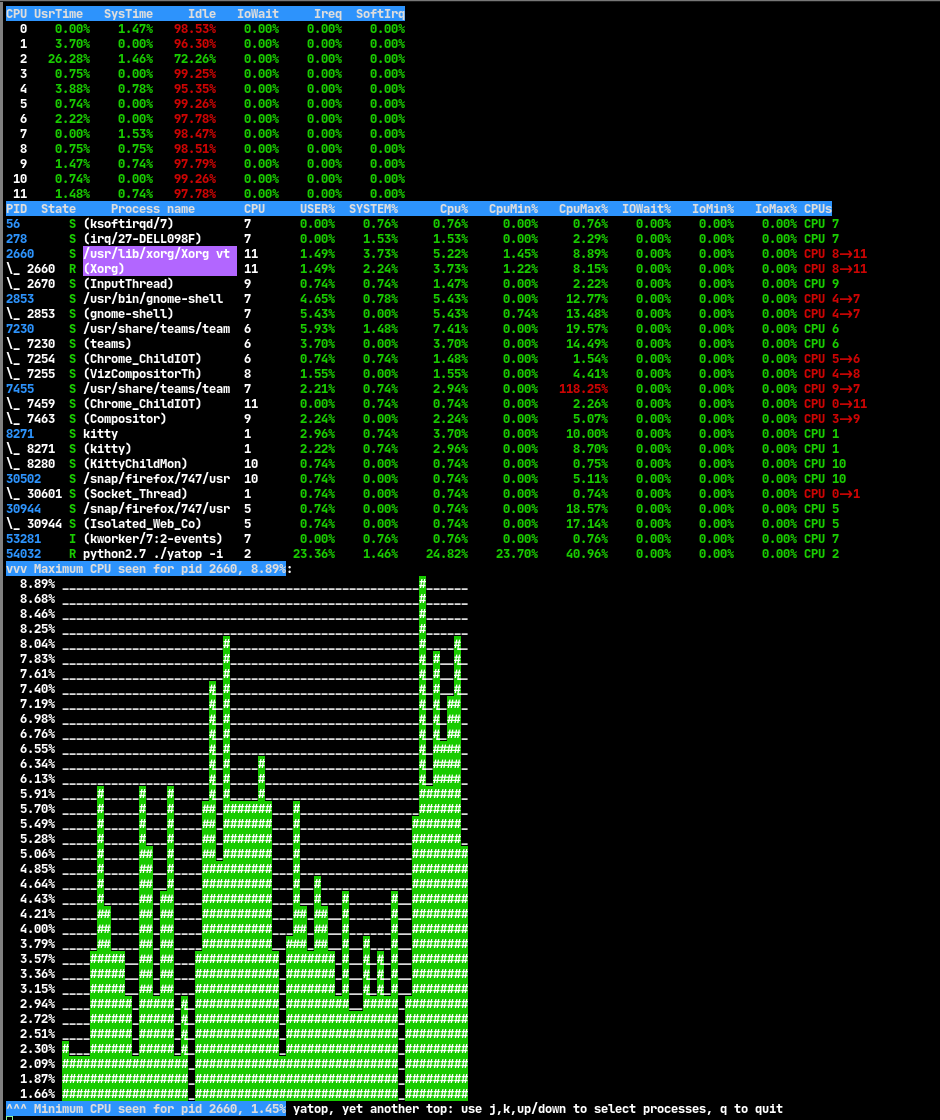 CPU UsrTime SysTime Idle IoWait Ireq SoftIrq
0 0.00% 1.47% 98.53% 0.00% 0.00% 0.00%
1 3.70% 0.00% 96.30% 0.00% 0.00% 0.00%
2 26.28% 1.46% 72.26% 0.00% 0.00% 0.00%
3 0.75% 0.00% 99.25% 0.00% 0.00% 0.00%
4 3.88% 0.78% 95.35% 0.00% 0.00% 0.00%
5 0.74% 0.00% 99.26% 0.00% 0.00% 0.00%
6 2.22% 0.00% 97.78% 0.00% 0.00% 0.00%
7 0.00% 1.53% 98.47% 0.00% 0.00% 0.00%
8 0.75% 0.75% 98.51% 0.00% 0.00% 0.00%
9 1.47% 0.74% 97.79% 0.00% 0.00% 0.00%
10 0.74% 0.00% 99.26% 0.00% 0.00% 0.00%
11 1.48% 0.74% 97.78% 0.00% 0.00% 0.00%
PID State Process name CPU USER% SYSTEM% Cpu% CpuMin% CpuMax% IOWait% IoMin% IoMax% CPUs
56 S (ksoftirqd/7) 7 0.00% 0.76% 0.76% 0.00% 0.76% 0.00% 0.00% 0.00% CPU 7
278 S (irq/27-DELL098F) 7 0.00% 1.53% 1.53% 0.00% 2.29% 0.00% 0.00% 0.00% CPU 7
2660 S /usr/lib/xorg/Xorg vt 11 1.49% 3.73% 5.22% 1.45% 8.89% 0.00% 0.00% 0.00% CPU 8→11
\_ 2660 R (Xorg) 11 1.49% 2.24% 3.73% 1.22% 8.15% 0.00% 0.00% 0.00% CPU 8→11
\_ 2670 S (InputThread) 9 0.74% 0.74% 1.47% 0.00% 2.22% 0.00% 0.00% 0.00% CPU 9
2853 S /usr/bin/gnome-shell 7 4.65% 0.78% 5.43% 0.00% 12.77% 0.00% 0.00% 0.00% CPU 4→7
\_ 2853 S (gnome-shell) 7 5.43% 0.00% 5.43% 0.74% 13.48% 0.00% 0.00% 0.00% CPU 4→7
7230 S /usr/share/teams/team 6 5.93% 1.48% 7.41% 0.00% 19.57% 0.00% 0.00% 0.00% CPU 6
\_ 7230 S (teams) 6 3.70% 0.00% 3.70% 0.00% 14.49% 0.00% 0.00% 0.00% CPU 6
\_ 7254 S (Chrome_ChildIOT) 6 0.74% 0.74% 1.48% 0.00% 1.54% 0.00% 0.00% 0.00% CPU 5→6
\_ 7255 S (VizCompositorTh) 8 1.55% 0.00% 1.55% 0.00% 4.41% 0.00% 0.00% 0.00% CPU 4→8
7455 S /usr/share/teams/team 4 2.21% 0.74% 2.94% 0.00% 118.25% 0.00% 0.00% 0.00% CPU 9→7
\_ 7459 S (Chrome_ChildIOT) 11 0.00% 0.74% 0.74% 0.00% 2.26% 0.00% 0.00% 0.00% CPU 0→11
\_ 7463 S (Compositor) 9 2.24% 0.00% 2.24% 0.00% 5.07% 0.00% 0.00% 0.00% CPU 3→9
8271 S kitty 1 2.96% 0.74% 3.70% 0.00% 10.00% 0.00% 0.00% 0.00% CPU 1
\_ 8271 S (kitty) 1 2.22% 0.74% 2.96% 0.00% 8.70% 0.00% 0.00% 0.00% CPU 1
\_ 8280 S (KittyChildMon) 10 0.74% 0.00% 0.74% 0.00% 0.75% 0.00% 0.00% 0.00% CPU 10
30502 S /snap/firefox/747/usr 10 0.74% 0.00% 0.74% 0.00% 5.11% 0.00% 0.00% 0.00% CPU 10
\_ 30601 S (Socket_Thread) 1 0.74% 0.00% 0.74% 0.00% 0.74% 0.00% 0.00% 0.00% CPU 0→1
30944 S /snap/firefox/747/usr 5 0.74% 0.00% 0.74% 0.00% 18.57% 0.00% 0.00% 0.00% CPU 5
\_ 30944 S (Isolated_Web_Co) 5 0.74% 0.00% 0.74% 0.00% 17.14% 0.00% 0.00% 0.00% CPU 5
53281 I (kworker/7:2-events) 7 0.00% 0.74% 0.74% 0.00% 0.74% 0.00% 0.00% 0.00% CPU 7
54032 R python2.7 ./yatop -i 2 23.36% 1.46% 24.82% 23.70% 40.96% 0.00% 0.00% 0.00% CPU 2
vvv Maximum CPU seen for pid 2660, 8.89%:
8.89%
8.68%
8.46%
8.25%
8.04%
7.83%
7.61%
7.40%
7.19%
6.98%
6.76%
6.55%
6.34%
6.13%
5.91%
5.70%
5.49%
5.28%
5.06%
4.85%
4.64%
4.43%
4.21%
4.00%
3.79%
3.57%
3.36%
3.15%
2.94%
2.72%
2.51%
2.30%
2.09%
1.87%
1.66%
^^^ Minimum CPU seen for pid 2660, 1.45% yatop, yet another top: use j,k,up/down to select processes, q to quit